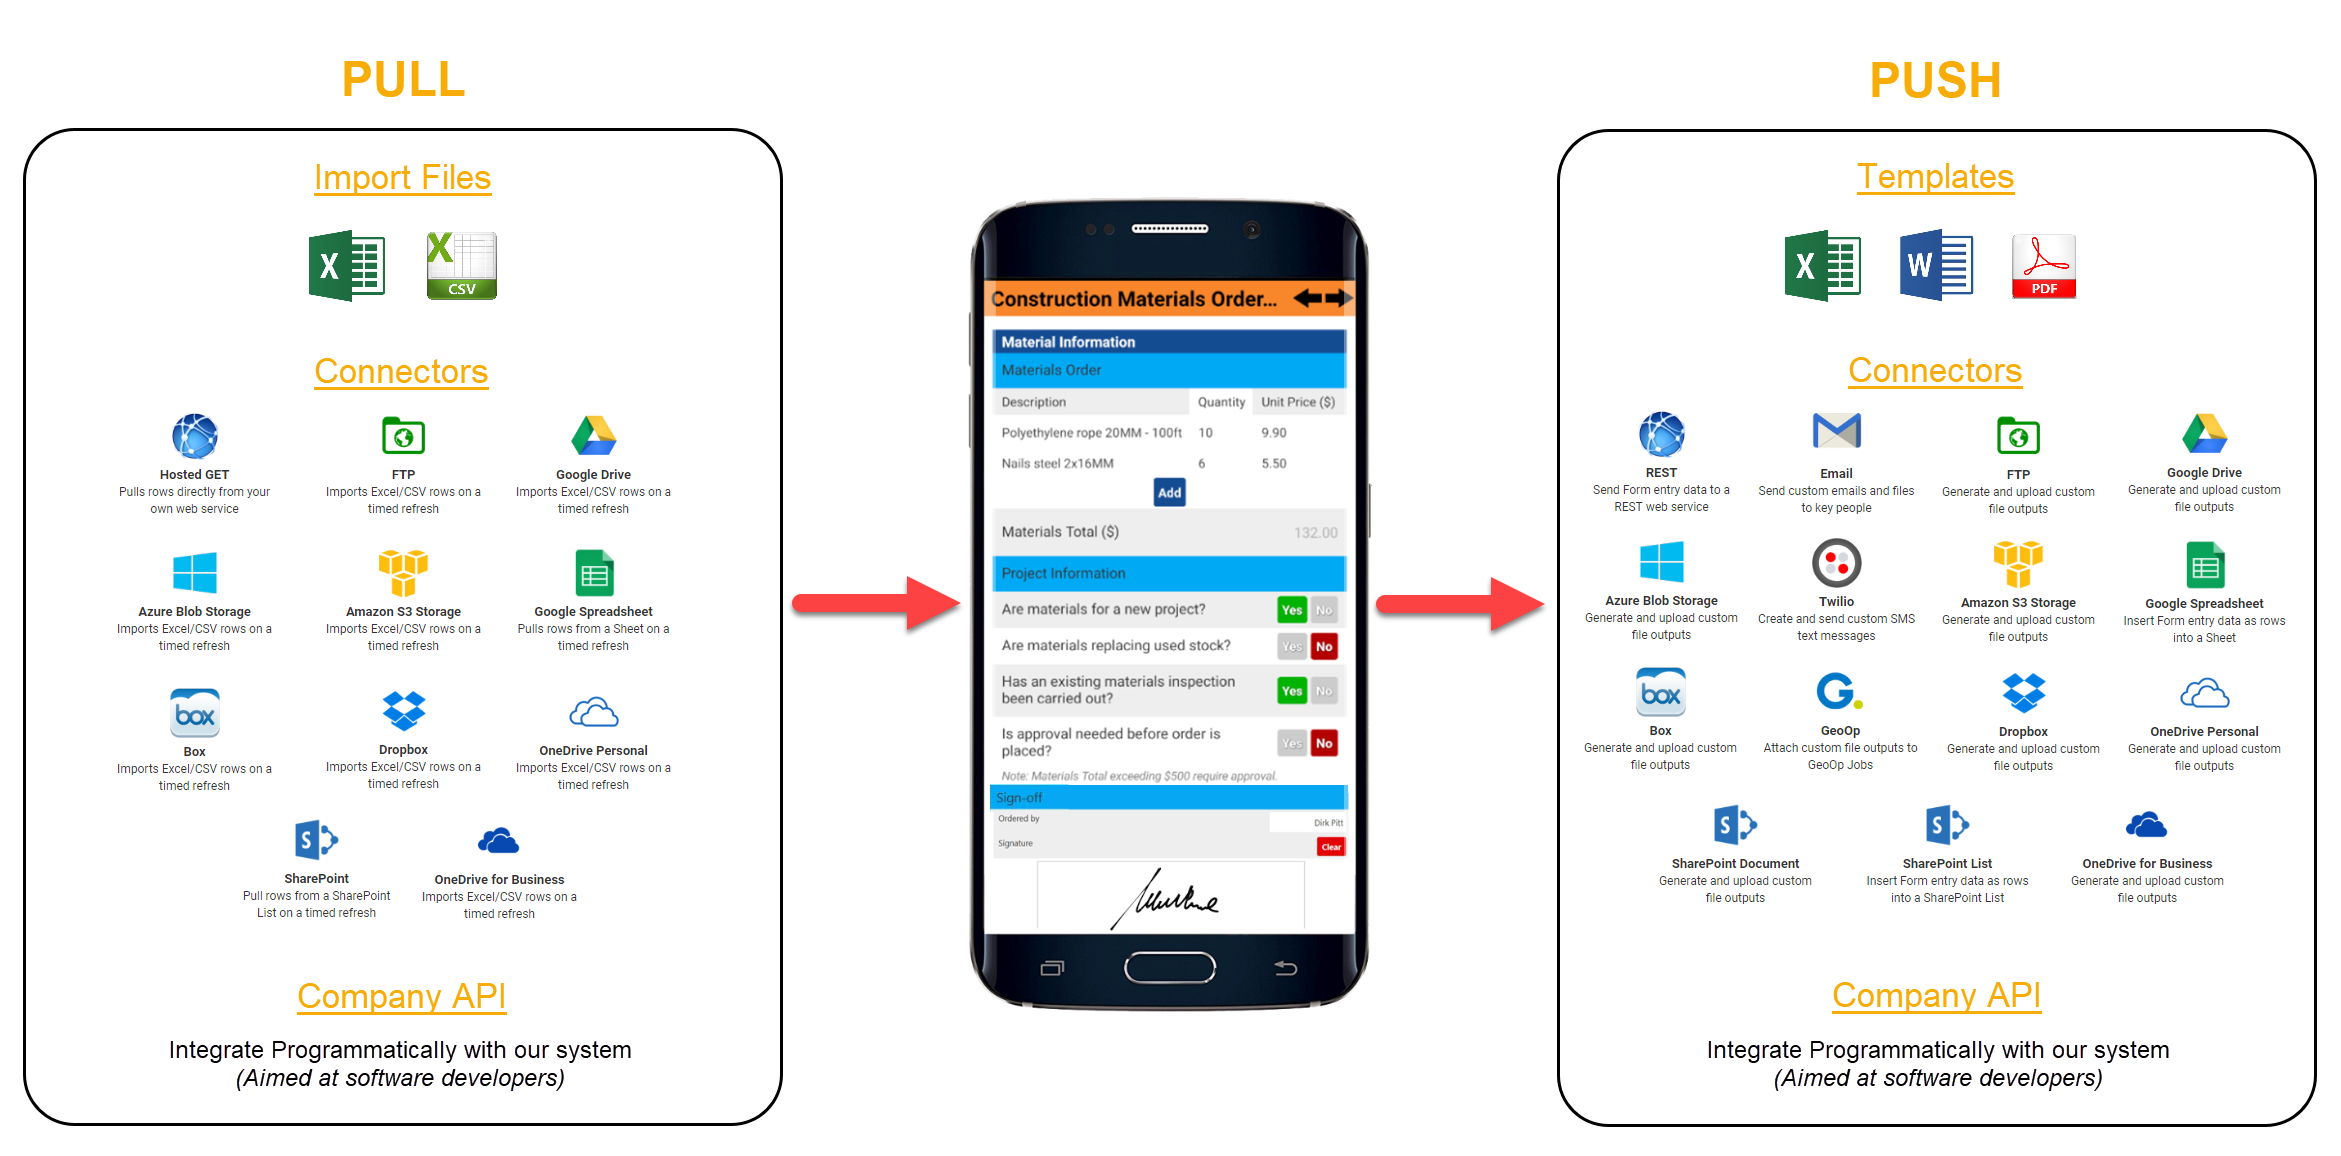 PULL
Import Files
X
X
CSV
Connectors
Hosted GET
Pulls rows directly from your
own web service
FTP
Imports Excel/CSV rows on a
timed refresh
Google Drive
Imports Excel/CSV rows on a
timed refresh
Azure Blob Storage
Imports Excel/CSV rows on a
timed refresh
Amazon S3 Storage
Imports Excel/CSV rows on a
timed refresh
Google Spreadsheet
Pulls rows from a Sheet on a
timed refresh
box
Box
Imports Excel/CSV rows on a
timed refresh
Dropbox
Imports Excel/CSV rows on a
timed refresh
OneDrive Personal
Imports Excel/CSV rows on a
timed refresh
S
SharePoint
Pull rows from a SharePoint
List on a timed refresh
OneDrive for Business
Imports Excel/CSV rows on a
timed refresh
Company API
Integrate Programmatically with our system
(Aimed at software developers)
Construction Materials Order...
Material Information
Materials Order
Description Quantity Unit Price ($)
Polyethylene rope 20MM - 100ft 10 9.90
Nails steel 2x16MM 6 5.50
Add
Materials Total ($) 132.00
Project Information
Are materials for a new project? Yes No
Are materials replacing used stock? Yes No
Has an existing materials inspection
been carried out? Yes No
Is approval needed before order is
placed? Yes No
Note: Materials Total exceeding $500 require approval.
Sign-off
Ordered by Dirk Pitt
Signature Clear
PUSH
Templates
X
W
PDF
Connectors
REST
Send Form entry data to a
REST web service
Email
Send custom emails and files
to key people
FTP
Generate and upload custom
file outputs
Google Drive
Generate and upload custom
file outputs
Azure Blob Storage
Generate and upload custom
file outputs
Twilio
Create and send custom SMS
text messages
Amazon S3 Storage
Generate and upload custom
file outputs
Google Spreadsheet
Insert Form entry data as rows
into a Sheet
box
Box
Generate and upload custom
file outputs
G.
GeoOp
Attach custom file outputs to
GeoOp Jobs
Dropbox
Generate and upload custom
file outputs
OneDrive Personal
Generate and upload custom
file outputs
S
SharePoint Document
Generate and upload custom
file outputs
S
SharePoint List
Insert Form entry data as rows
into a SharePoint List
OneDrive for Business
Generate and upload custom
file outputs
Company API
Integrate Programmatically with our system
(Aimed at software developers)